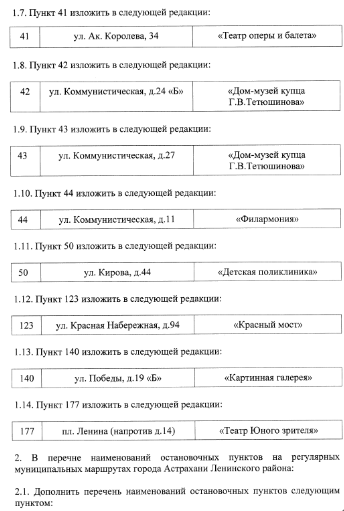 1.7. Пункт 41 изложить в следующей редакции:
41 ул. Ак. Королева, 34 «Театр оперы и балета»
1.8. Пункт 42 изложить в следующей редакции:
42 ул. Коммунистическая, д.24 «Б» «Дом-музей купца
Г.В.Тетюшинова»
1.9. Пункт 43 изложить в следующей редакции:
43 ул. Коммунистическая, д.27 «Дом-музей купца
Г.В.Тетюшинова»
1.10. Пункт 44 изложить в следующей редакции:
44 ул. Коммунистическая, д.11 «Филармония»
1.11. Пункт 50 изложить в следующей редакции:
50 ул. Кирова, д.44 «Детская поликлиника»
1.12. Пункт 123 изложить в следующей редакции:
123 ул. Красная Набережная, д.94 «Красный мост»
1.13. Пункт 140 изложить в следующей редакции:
140 ул. Победы, д.19 «Б» «Картинная галерея»
1.14. Пункт 177 изложить в следующей редакции:
177 пл. Ленина (напротив д.14) «Театр Юного зрителя»
2. В перечне наименований остановочных пунктов на регулярных
муниципальных маршрутах города Астрахани Ленинского района:
2.1. Дополнить перечень наименований остановочных пунктов следующим
пунктом: